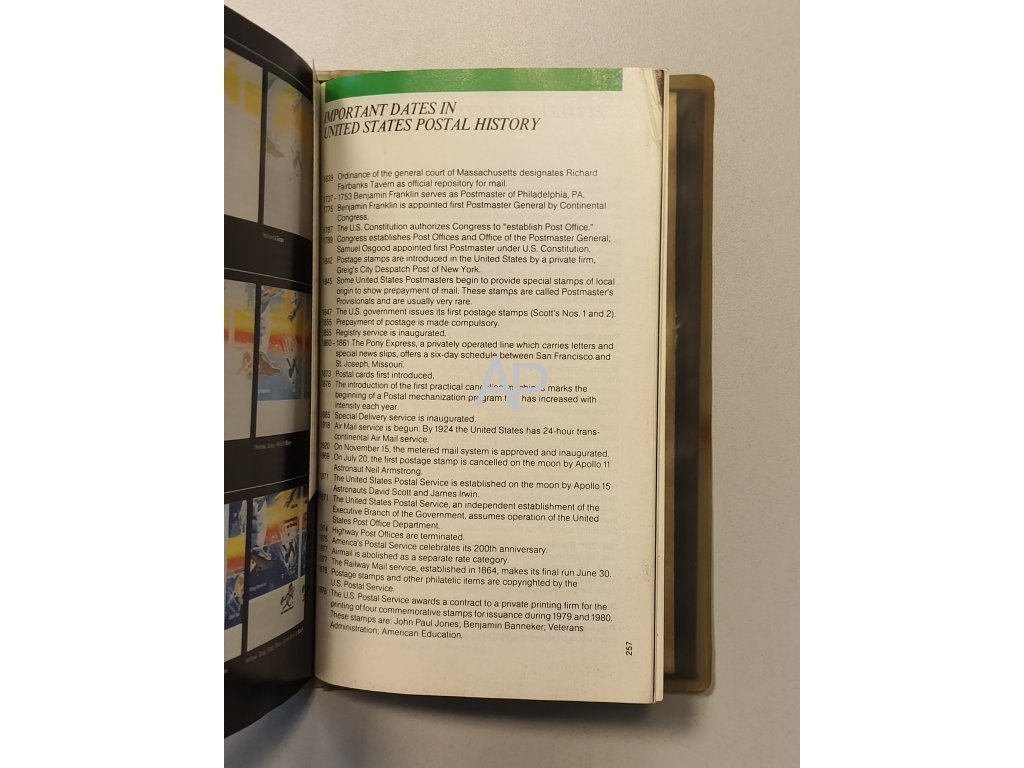 IMPORTANT DATES IN
UNITED STATES POSTAL HISTORY
1639 Ordinance of the general court of Massachusetts designates Richard
Fairbanks Tavern as official repository for mail.
1737–1753 Benjamin Franklin serves as Postmaster of Philadelphia, PA.
1775 Benjamin Franklin is appointed first Postmaster General by Continental
Congress.
1787 The U.S. Constitution authorizes Congress to "establish Post Office."
1789 Congress establishes Post Offices and Office of the Postmaster General;
Samuel Osgood appointed first Postmaster under U.S. Constitution.
1842 Postage stamps are introduced in the United States by a private firm,
Greig's City Despatch Post of New York.
1845 Some United States Postmasters begin to provide special stamps of local
origin to show prepayment of mail. These stamps are called Postmaster's
Provisionals and are usually very rare.
1847 The U.S. government issues its first postage stamps (Scott's Nos. 1 and 2).
1855 Prepayment of postage is made compulsory.
1855 Registry service is inaugurated.
1860–1861 The Pony Express, a privately operated line which carries letters and
special news slips, offers a six-day schedule between San Francisco and
St. Joseph, Missouri.
1873 Postal cards first introduced.
1876 The introduction of the first practical canceling machine marks the
beginning of a Postal mechanization program that has increased with
intensity each year.
1885 Special Delivery service is inaugurated.
1918 Air Mail service is begun. By 1924 the United States has 24-hour trans-
continental Air Mail service.
1920 On November 15, the metered mail system is approved and inaugurated.
1969 On July 20, the first postage stamp is cancelled on the moon by Apollo 11
Astronaut Neil Armstrong.
1971 The United States Postal Service is established on the moon by Apollo 15
Astronauts David Scott and James Irwin.
1971 The United States Postal Service, an independent establishment of the
Executive Branch of the Government, assumes operation of the United
States Post Office Department.
1974 Highway Post Offices are terminated.
1975 America's Postal Service celebrates its 200th anniversary.
1977 Airmail is abolished as a separate rate category.
1977 The Railway Mail service, established in 1864, makes its final run June 30.
1978 Postage stamps and other philatelic items are copyrighted by the
U.S. Postal Service.
1978 The U.S. Postal Service awards a contract to a private printing firm for the
printing of four commemorative stamps for issuance during 1979 and 1980.
These stamps are: John Paul Jones; Benjamin Banneker; Veterans
Administration; American Education.
257
AP